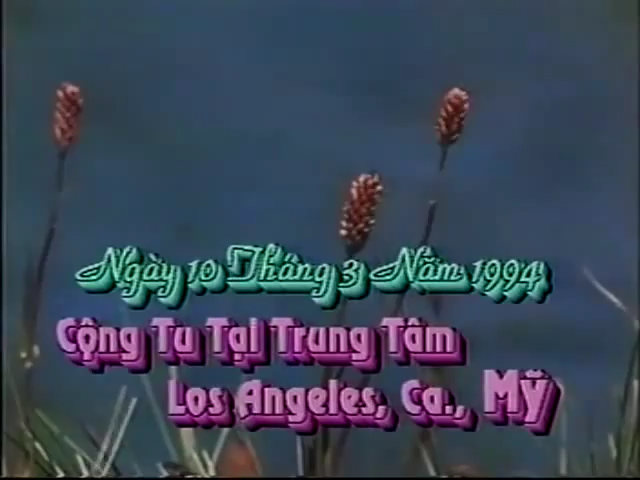 Ngày 10 Tháng 3 Năm 1994
Cộng Tu Tại Trung Tâm
Los Angeles, Ca., Mỹ